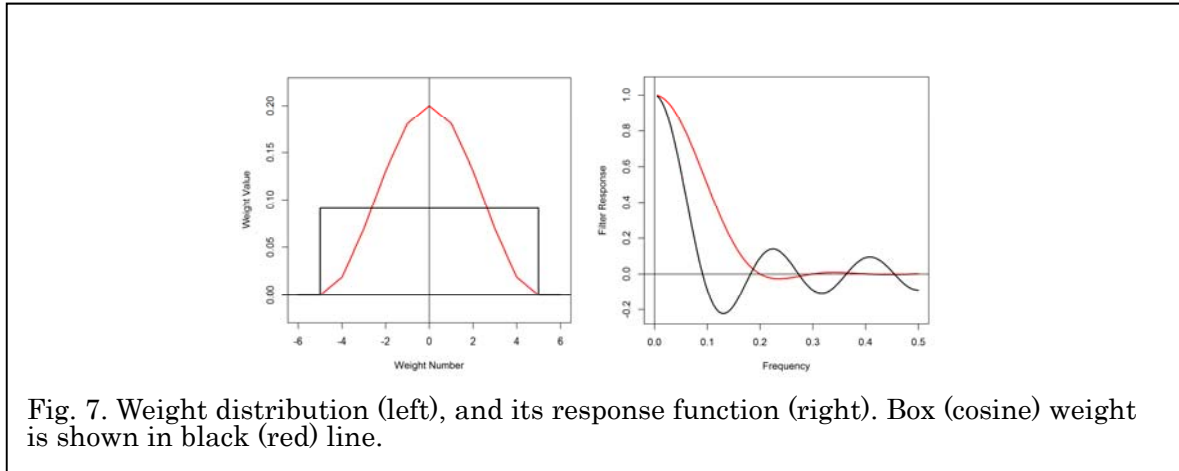 0.20
0.15
0.10
0.05
0.00
Weight Value
-6 -4 -2 0 2 4 6
Weight Number
1.0
0.8
0.6
0.4
0.2
0.0
-0.2
Filter Response
0.0 0.1 0.2 0.3 0.4 0.5
Frequency
Fig. 7. Weight distribution (left), and its response function (right). Box (cosine) weight
is shown in black (red) line.